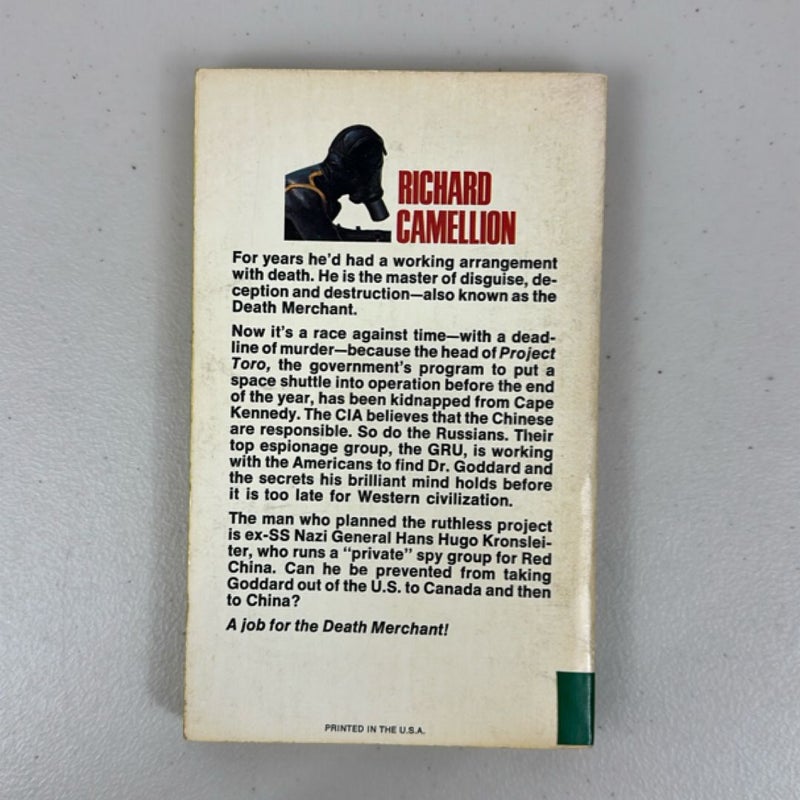 RICHARD
CAMELLION
For years he'd had a working arrangement
with death. He is the master of disguise, de-
ception and destruction—also known as the
Death Merchant.
Now it's a race against time—with a dead-
line of murder—because the head of Project
Toro, the government's program to put a
space shuttle into operation before the end
of the year, has been kidnapped from Cape
Kennedy. The CIA believes that the Chinese
are responsible. So do the Russians. Their
top espionage group, the GRU, is working
with the Americans to find Dr. Goddard and
the secrets his brilliant mind holds before
it is too late for Western civilization.
The man who planned the ruthless project
is ex-SS Nazi General Hans Hugo Kronslei-
ter, who runs a "private" spy group for Red
China. Can he be prevented from taking
Goddard out of the U.S. to Canada and then
to China?
A job for the Death Merchant!
PRINTED IN THE U.S.A.